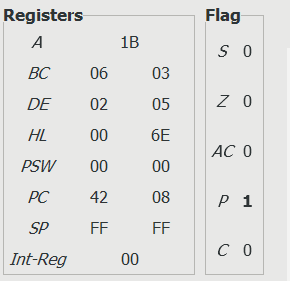 Registers
A 1B
BC 06 03
DE 02 05
HL 00 6E
PSW 00 00
PC 42 08
SP FF FF
Int-Reg 00
Flag
S 0
Z 0
AC 0
P 1
C 0